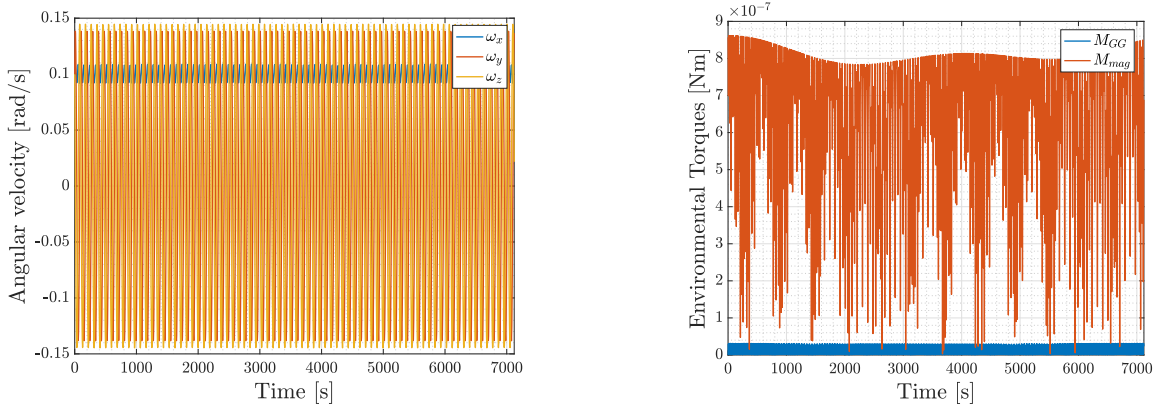 0.15
0.1
0.05
0
-0.05
-0.1
-0.15
Angular velocity [rad/s]
ω_x
ω_y
ω_z
0 1000 2000 3000 4000 5000 6000 7000
Time [s]
×10⁻⁷
9
8
7
6
5
4
3
2
1
0
Environmental Torques [Nm]
M_GG
M_mag
0 1000 2000 3000 4000 5000 6000 7000
Time [s]